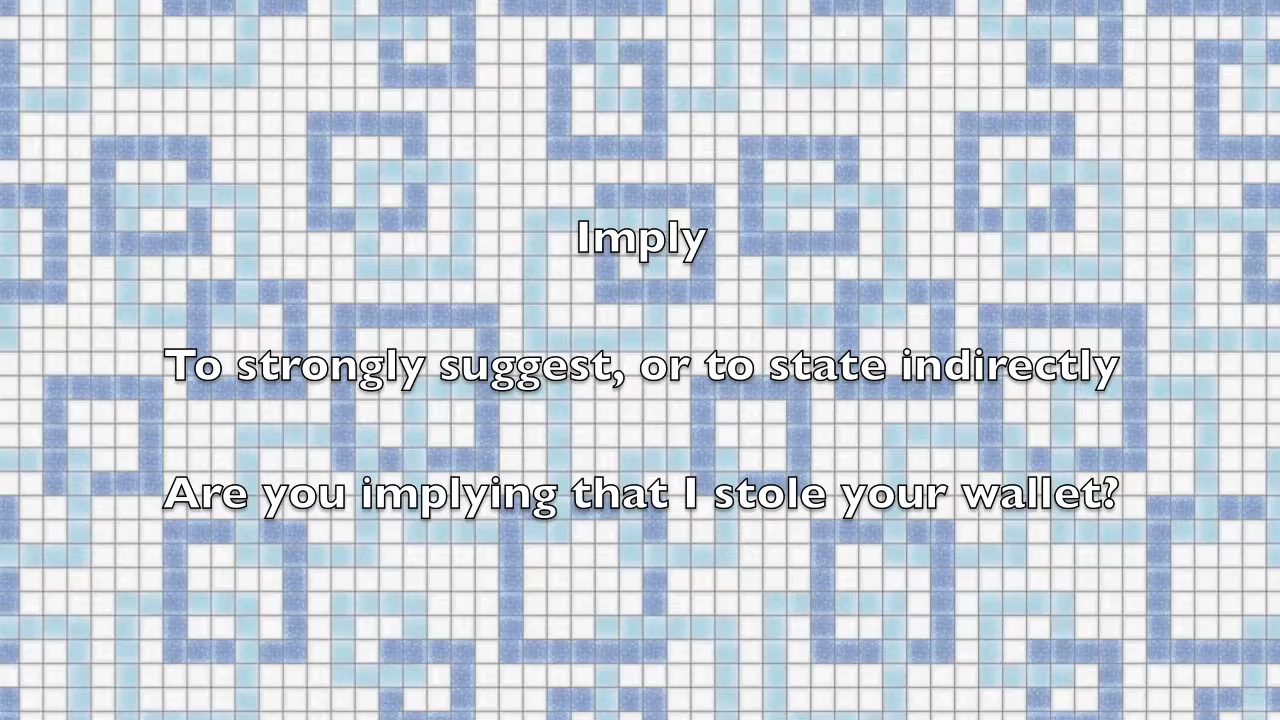 Imply
To strongly suggest, or to state indirectly
Are you implying that I stole your wallet?